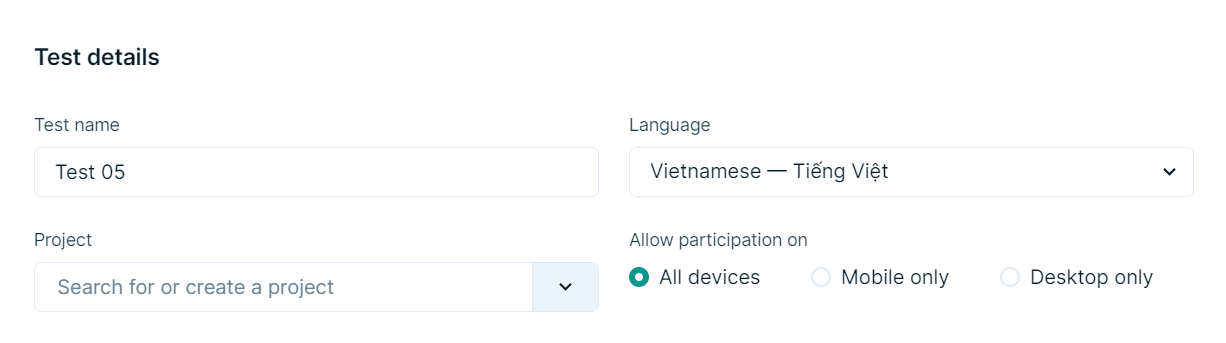 Test details
Test name
Test 05
Language
Vietnamese — Tiếng Việt
Project
Search for or create a project
Allow participation on
All devices
Mobile only
Desktop only